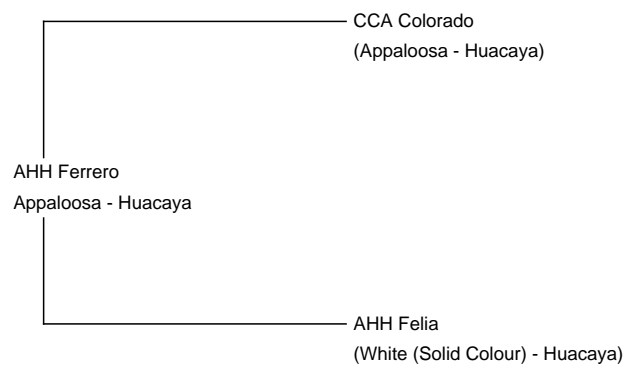 CCA Colorado
(Appaloosa - Huacaya)
AHH Ferrero
Appaloosa - Huacaya
AHH Felia
(White (Solid Colour) - Huacaya)